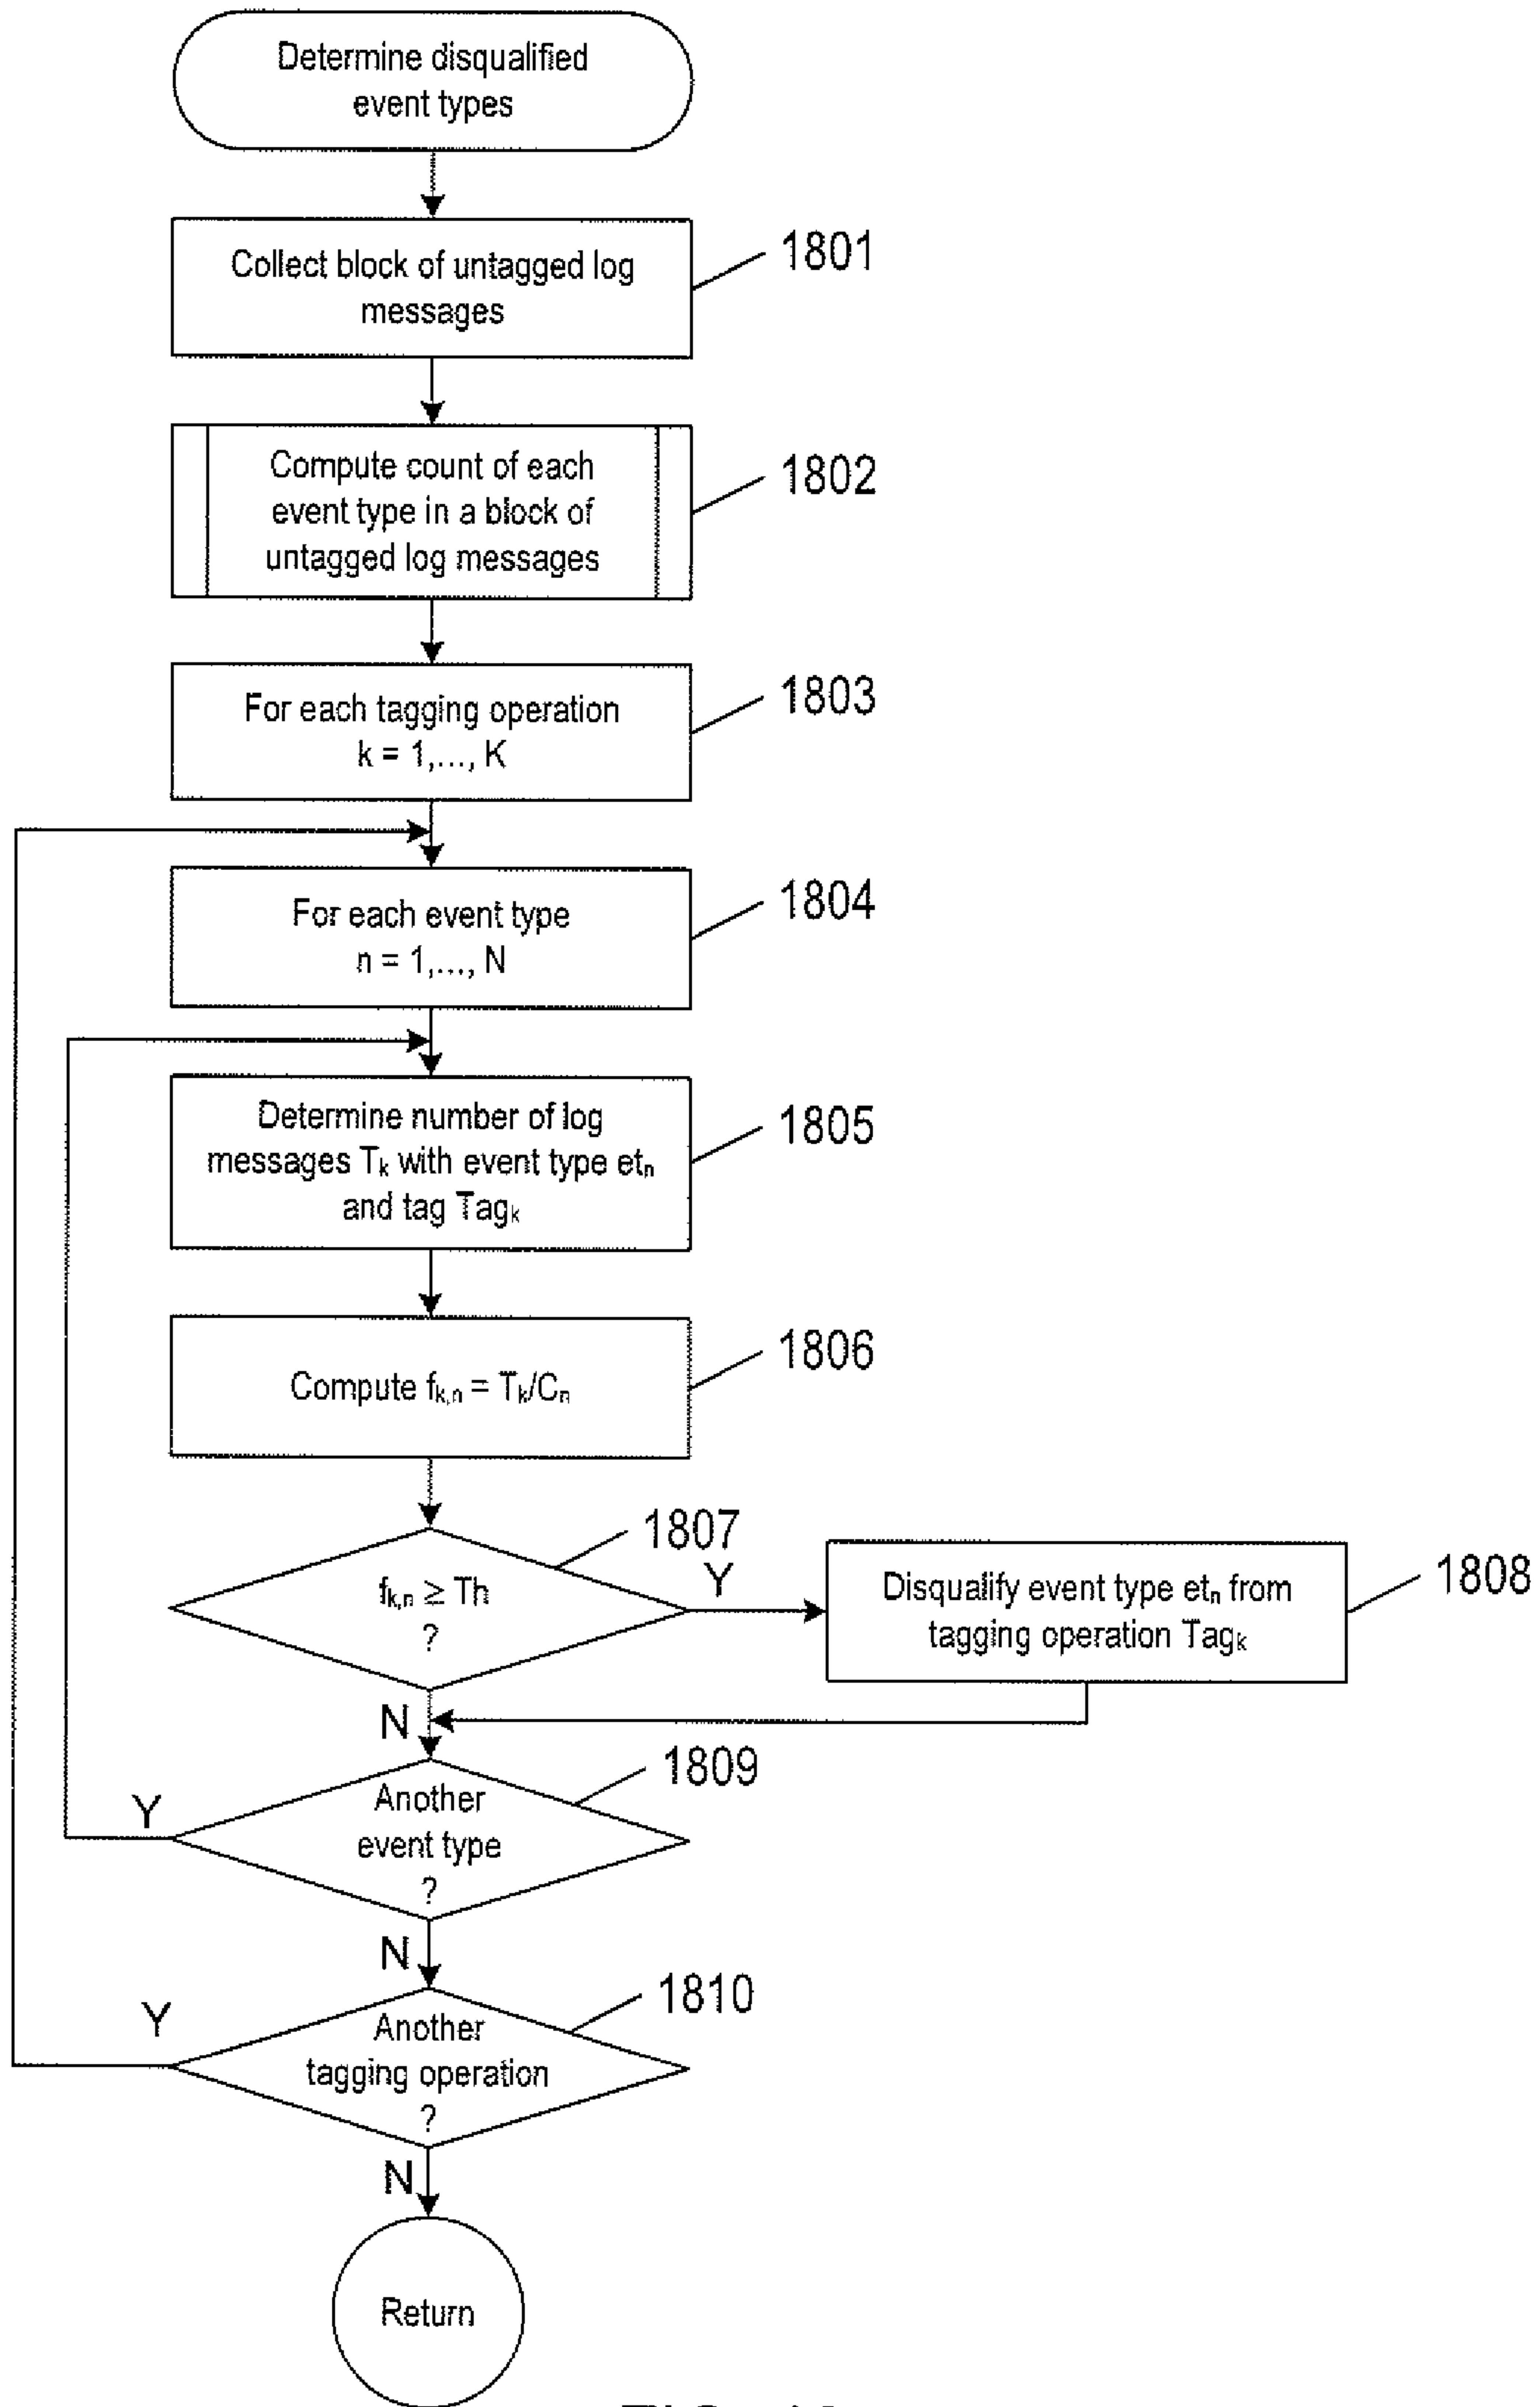 Determine disqualified
event types
Collect block of untagged log
messages
1801
Compute count of each
event type in a block of
untagged log messages
1802
For each tagging operation
k = 1,..., K
1803
For each event type
n = 1,..., N
1804
Determine number of log
messages Tₖ with event type etₙ
and tag Tagₖ
1805
Compute fₖ,ₙ = Tₖ/Cₙ
1806
1807
fₖ,ₙ ≥ Th
?
Y
Disqualify event type etₙ from
tagging operation Tagₖ
1808
N
1809
Another
event type
?
Y
N
1810
Another
tagging operation
?
Y
N
Return